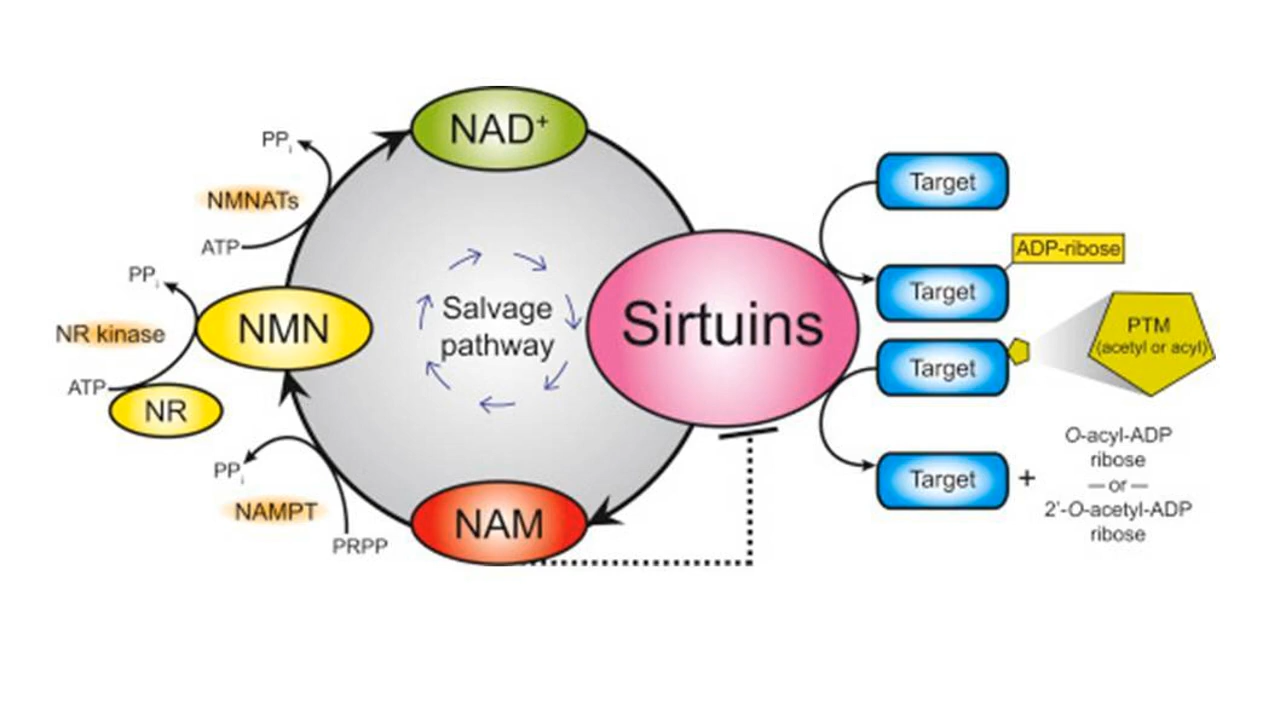 NAD⁺
PPᵢ
NMNATs
ATP
PPᵢ
NR kinase
ATP
NR
NMN
Salvage
pathway
Sirtuins
PPᵢ
NAMPT
PRPP
NAM
Target
ADP-ribose
Target
Target
PTM
(acetyl or acyl)
Target
+
O-acyl-ADP
ribose
— or —
2'-O-acetyl-ADP
ribose